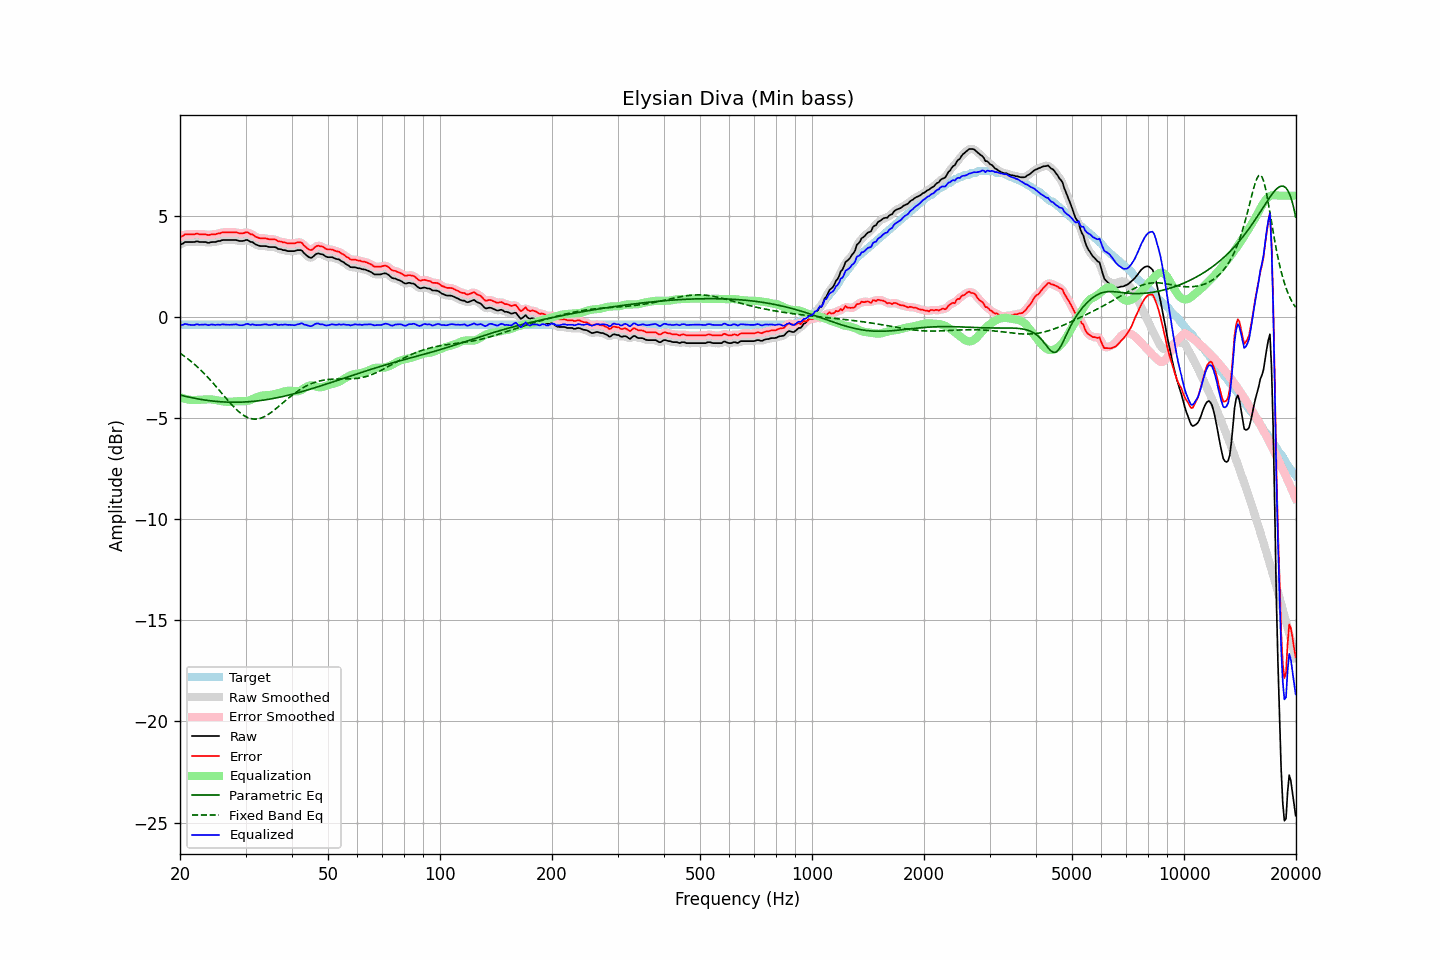 Elysian Diva (Min bass)
5
0
−5
−10
−15
−20
−25
Amplitude (dBr)
Target
Raw Smoothed
Error Smoothed
Raw
Error
Equalization
Parametric Eq
Fixed Band Eq
Equalized
20 50 100 200 500 1000 2000 5000 10000 20000
Frequency (Hz)